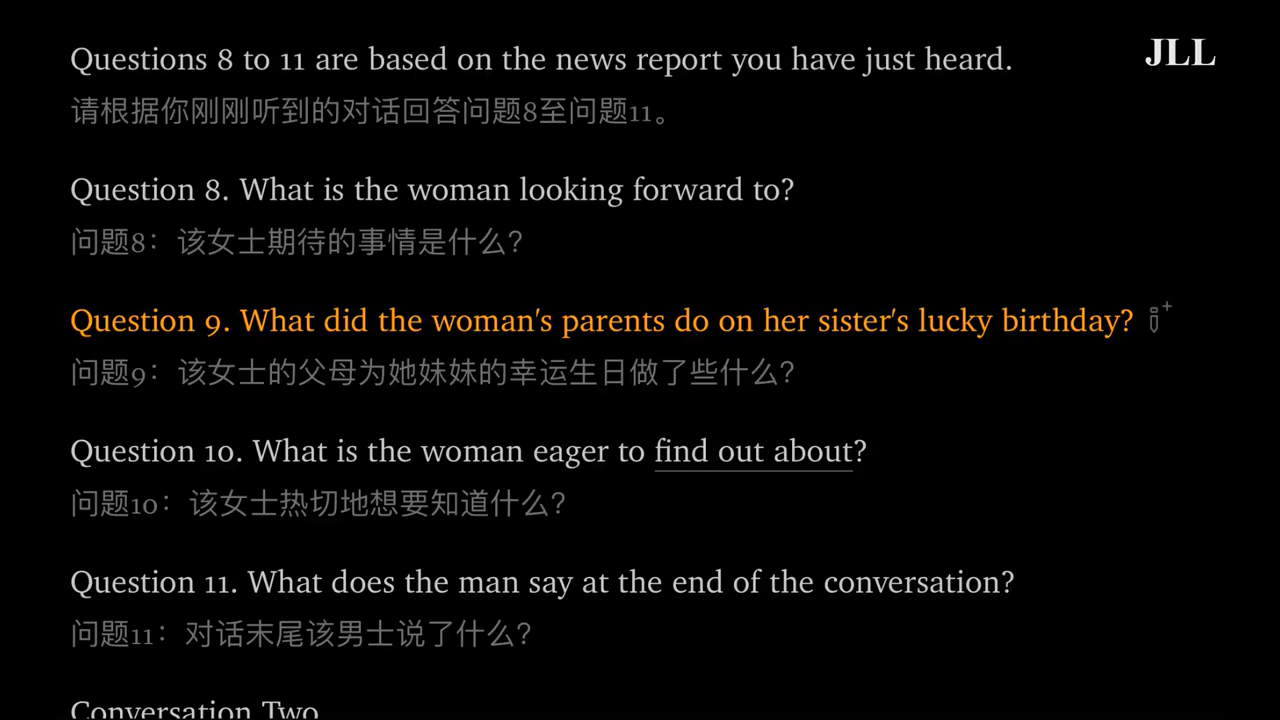 Questions 8 to 11 are based on the news report you have just heard.
JLL
请根据你刚刚听到的对话回答问题8至问题11。
Question 8. What is the woman looking forward to?
问题8：该女士期待的事情是什么？
Question 9. What did the woman's parents do on her sister's lucky birthday?
问题9：该女士的父母为她妹妹的幸运生日做了些什么？
Question 10. What is the woman eager to find out about?
问题10：该女士热切地想要知道什么？
Question 11. What does the man say at the end of the conversation?
问题11：对话末尾该男士说了什么？
Conversation Two